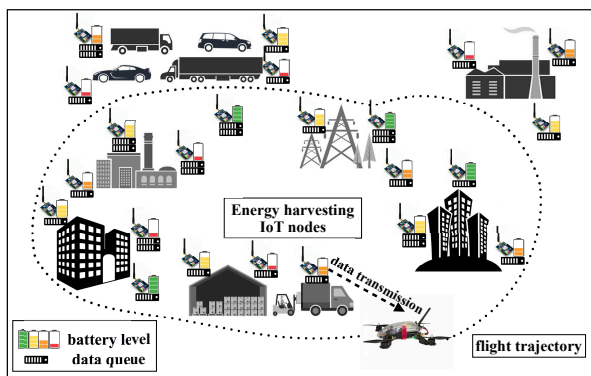 Energy harvesting
IoT nodes
data transmission
battery level
data queue
flight trajectory